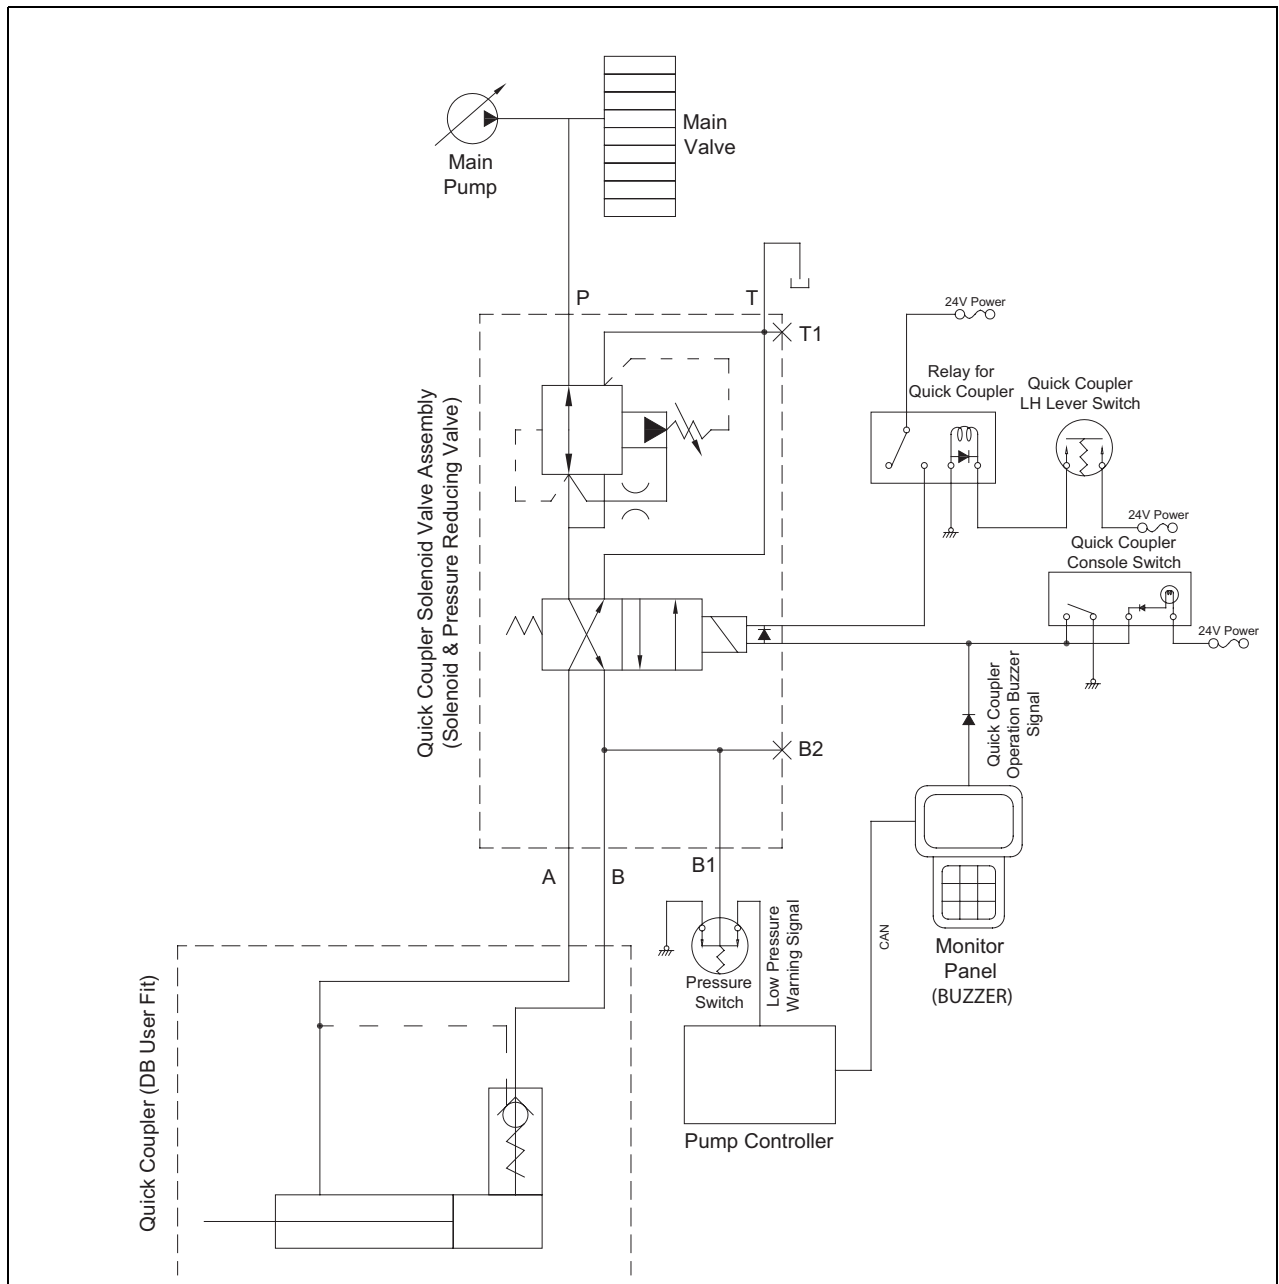 Main
Valve
Main
Pump
P
T
T1
24V Power
Relay for
Quick Coupler
Quick Coupler
LH Lever Switch
24V Power
Quick Coupler
Console Switch
24V Power
Quick Coupler Solenoid Valve Assembly
(Solenoid & Pressure Reducing Valve)
Quick Coupler
Operation Buzzer
Signal
B2
A
B
B1
Low Pressure
Warning Signal
CAN
Monitor
Panel
(BUZZER)
Pressure
Switch
Pump Controller
Quick Coupler (DB User Fit)